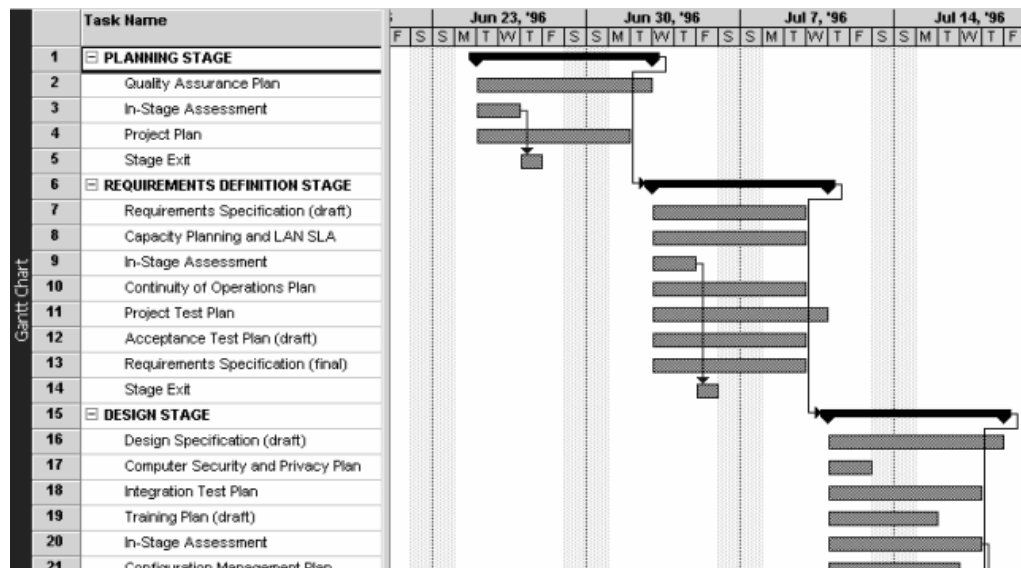 Task Name
Jun 23, '96 Jun 30, '96 Jul 7, '96 Jul 14, '96
F S S M T W T F S S M T W T F S S M T W T F S S M T W T F
1 PLANNING STAGE
2 Quality Assurance Plan
3 In-Stage Assessment
4 Project Plan
5 Stage Exit
6 REQUIREMENTS DEFINITION STAGE
7 Requirements Specification (draft)
8 Capacity Planning and LAN SLA
9 In-Stage Assessment
10 Continuity of Operations Plan
11 Project Test Plan
12 Acceptance Test Plan (draft)
13 Requirements Specification (final)
14 Stage Exit
15 DESIGN STAGE
16 Design Specification (draft)
17 Computer Security and Privacy Plan
18 Integration Test Plan
19 Training Plan (draft)
20 In-Stage Assessment
21 Configuration Management Plan
Gantt Chart